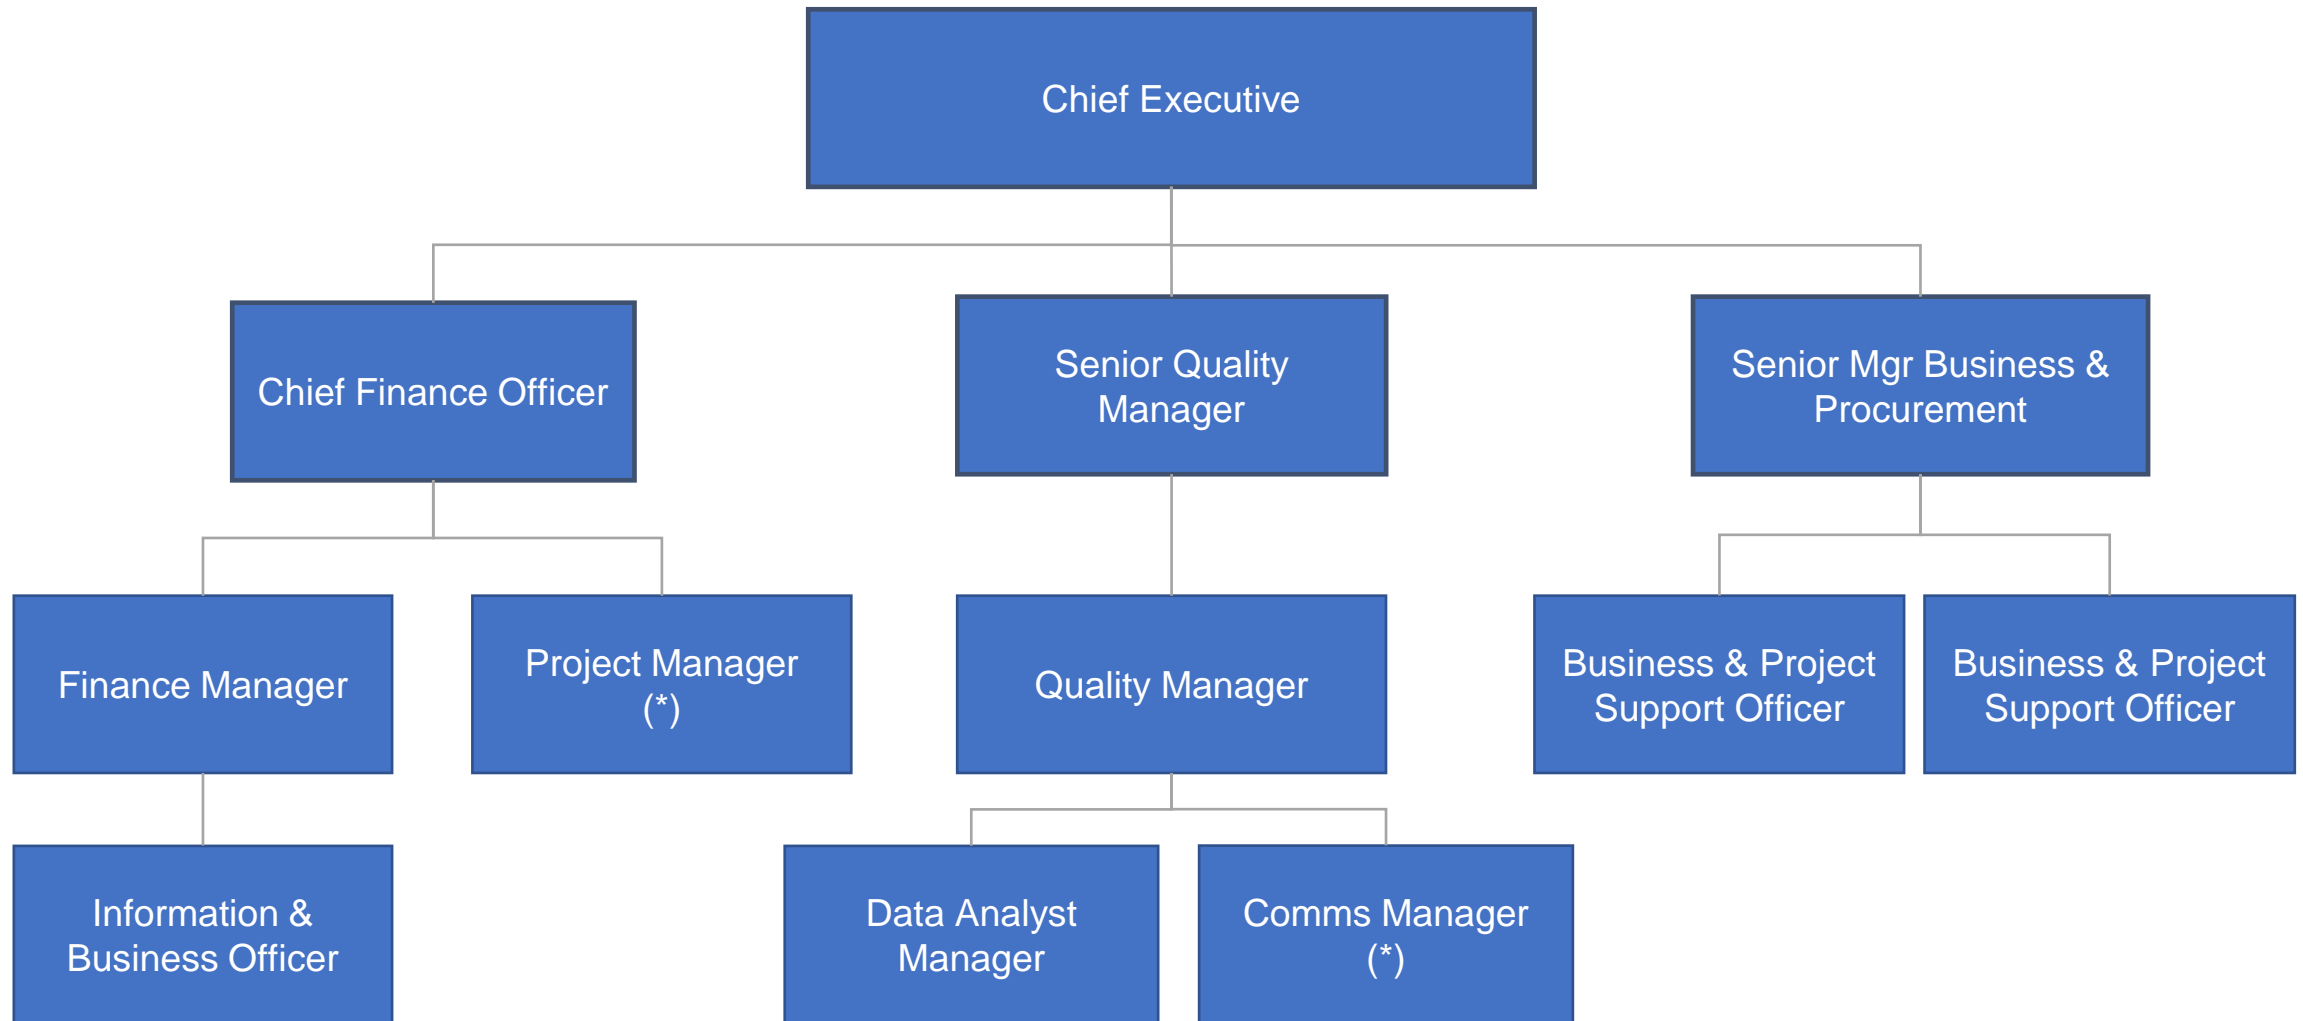 Chief Executive
Chief Finance Officer
Senior Quality
Manager
Senior Mgr Business &
Procurement
Finance Manager
Project Manager
(*)
Quality Manager
Business & Project
Support Officer
Business & Project
Support Officer
Information &
Business Officer
Data Analyst
Manager
Comms Manager
(*)